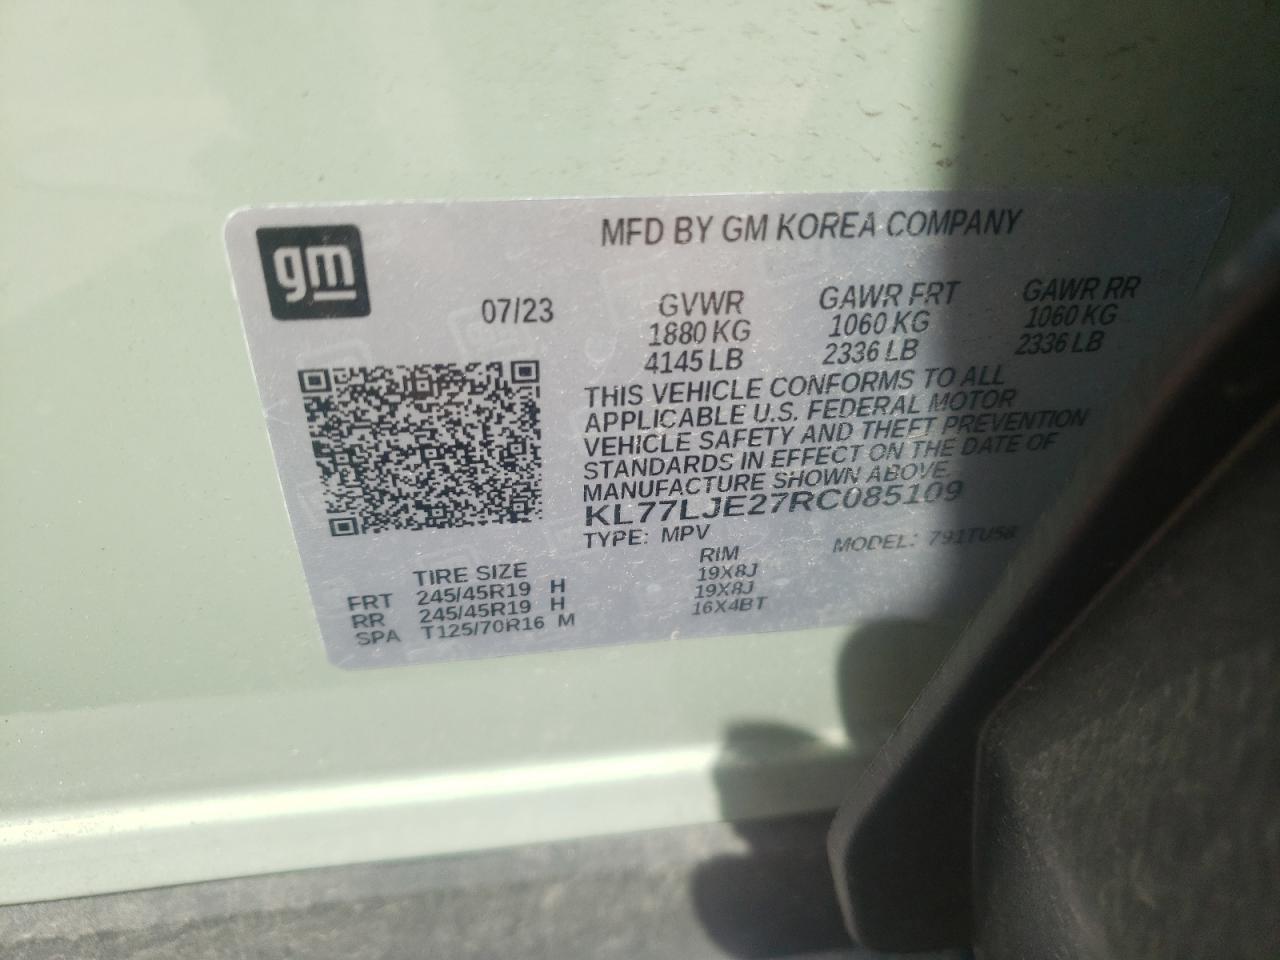 gm
MFD BY GM KOREA COMPANY
07/23 GVWR GAWR FRT GAWR RR
1880 KG 1060 KG 1060 KG
4145 LB 2336 LB 2336 LB
THIS VEHICLE CONFORMS TO ALL
APPLICABLE U.S. FEDERAL MOTOR
VEHICLE SAFETY AND THEFT PREVENTION
STANDARDS IN EFFECT ON THE DATE OF
MANUFACTURE SHOWN ABOVE.
KL77LJE27RC085109
TYPE: MPV MODEL: 791TU58
TIRE SIZE RIM
FRT 245/45R19 H 19X8J
RR 245/45R19 H 19X8J
SPA T125/70R16 M 16X4BT